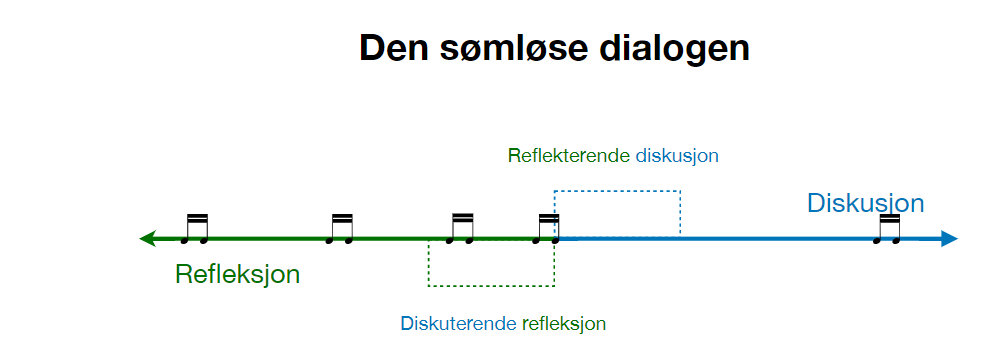 Den sømløse dialogen
Reflekterende diskusjon
Diskusjon
Refleksjon
Diskuterende refleksjon